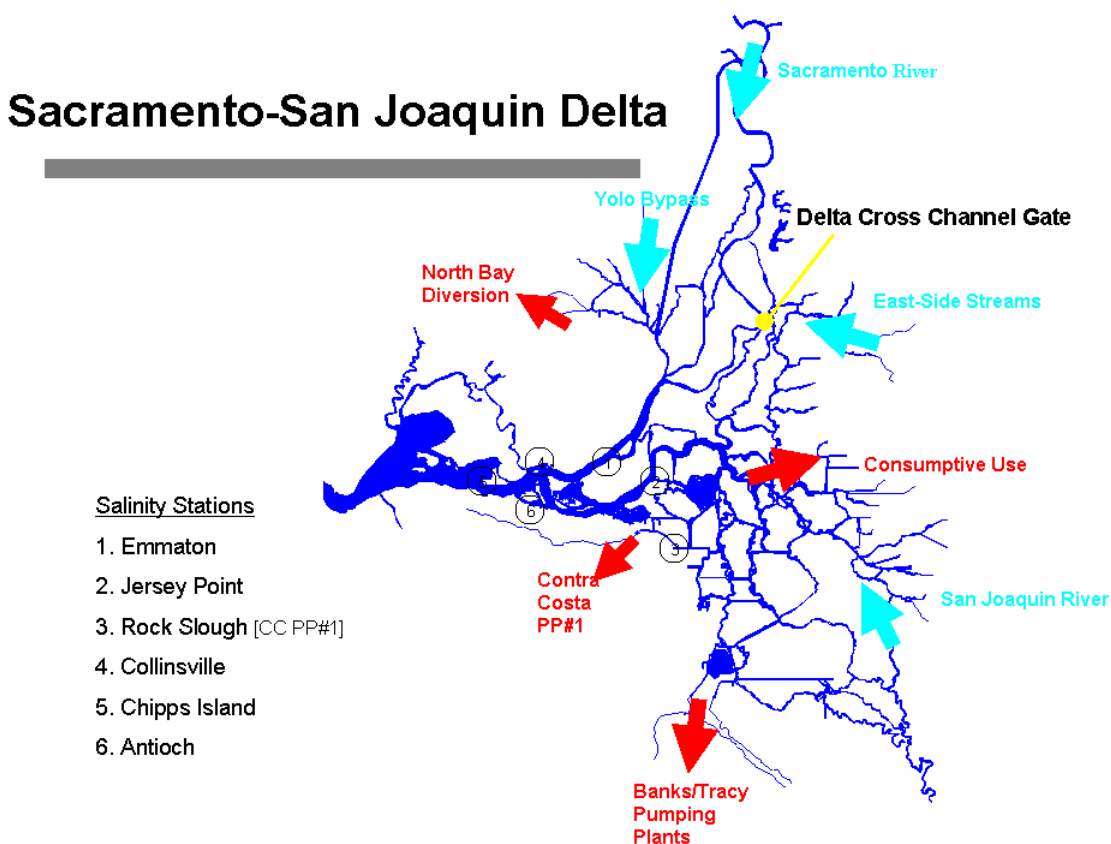 Sacramento River
Sacramento-San Joaquin Delta
Yolo Bypass
Delta Cross Channel Gate
North Bay
Diversion
East-Side Streams
4
1
Consumptive Use
5
2
6
Salinity Stations
1. Emmaton
2. Jersey Point
3. Rock Slough [CC PP#1]
4. Collinsville
5. Chipps Island
6. Antioch
3
Contra
Costa
PP#1
San Joaquin River
Banks/Tracy
Pumping
Plants